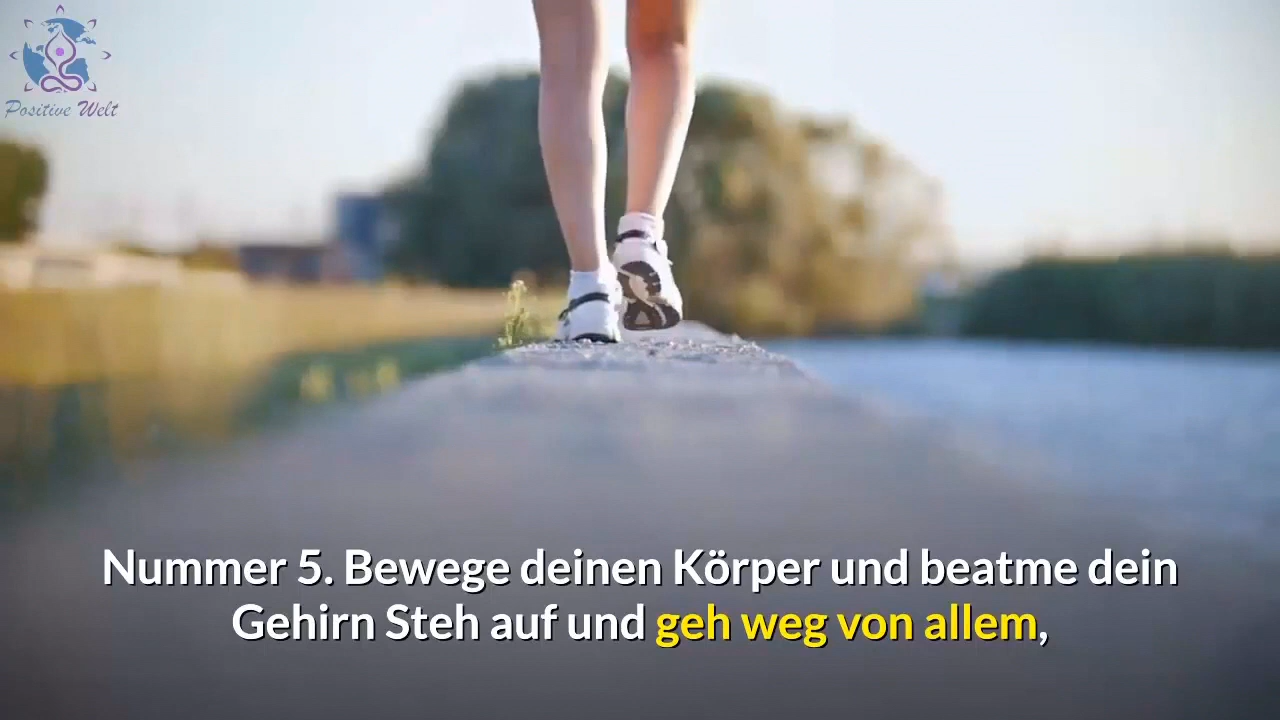 Positive Welt
Nummer 5. Bewege deinen Körper und beatme dein
Gehirn Steh auf und geh weg von allem,